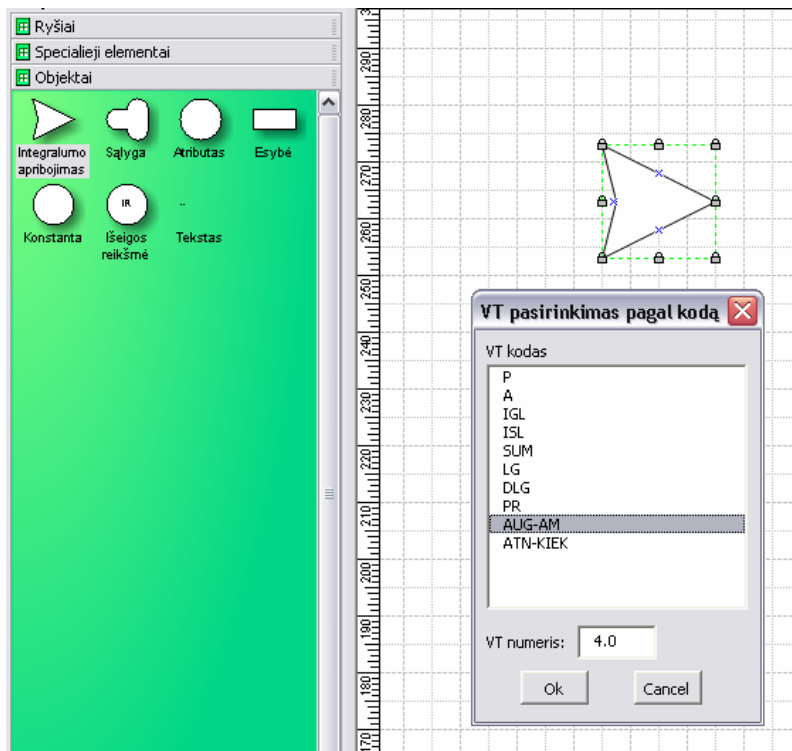 Ryšiai
Specialieji elementai
Objektai
Integralumo
apribojimas
Sąlyga
Atributas
Esybė
Konstanta
IR
Išeigos
reikšmė
..
Tekstas
290
280
270
260
250
240
230
220
210
200
190
180
170
VT pasirinkimas pagal kodą
VT kodas
P
A
IGL
ISL
SUM
LG
DLG
PR
AUG-AM
ATN-KIEK
VT numeris:
4.0
Ok
Cancel